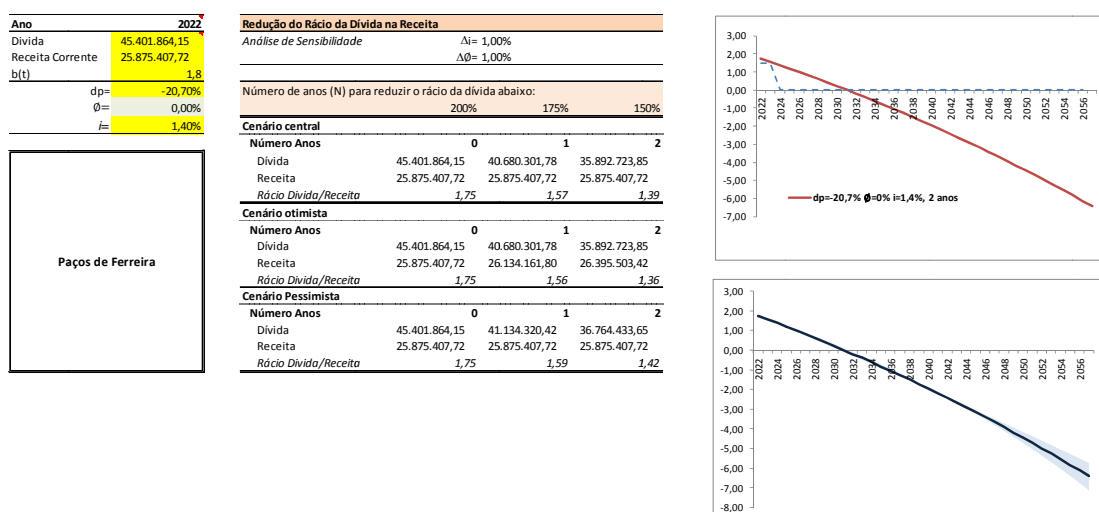 Ano 2022
Divida 45.401.864,15
Receita Corrente 25.875.407,72
b(t) 1,8
dp= -20,70%
Ø= 0,00%
i= 1,40%
Paços de Ferreira
Redução do Rácio da Dívida na Receita
Análise de Sensibilidade Δi= 1,00%
ΔØ= 1,00%
Número de anos (N) para reduzir o rácio da dívida abaixo:
200% 175% 150%
Cenário central
Número Anos 0 1 2
Dívida 45.401.864,15 40.680.301,78 35.892.723,85
Receita 25.875.407,72 25.875.407,72 25.875.407,72
Rácio Divida/Receita 1,75 1,57 1,39
Cenário otimista
Número Anos 0 1 2
Dívida 45.401.864,15 40.680.301,78 35.892.723,85
Receita 25.875.407,72 26.134.161,80 26.395.503,42
Rácio Divida/Receita 1,75 1,56 1,36
Cenário Pessimista
Número Anos 0 1 2
Dívida 45.401.864,15 41.134.320,42 36.764.433,65
Receita 25.875.407,72 25.875.407,72 25.875.407,72
Rácio Divida/Receita 1,75 1,59 1,42
3,00
2,00
1,00
0,00
-1,00
-2,00
-3,00
-4,00
-5,00
-6,00
-7,00
2022 2024 2026 2028 2030 2032 2034 2036 2038 2040 2042 2044 2046 2048 2050 2052 2054 2056
dp=-20,7% Ø=0% i=1,4%, 2 anos
3,00
2,00
1,00
0,00
-1,00
-2,00
-3,00
-4,00
-5,00
-6,00
-7,00
-8,00
2022 2024 2026 2028 2030 2032 2034 2036 2038 2040 2042 2044 2046 2048 2050 2052 2054 2056